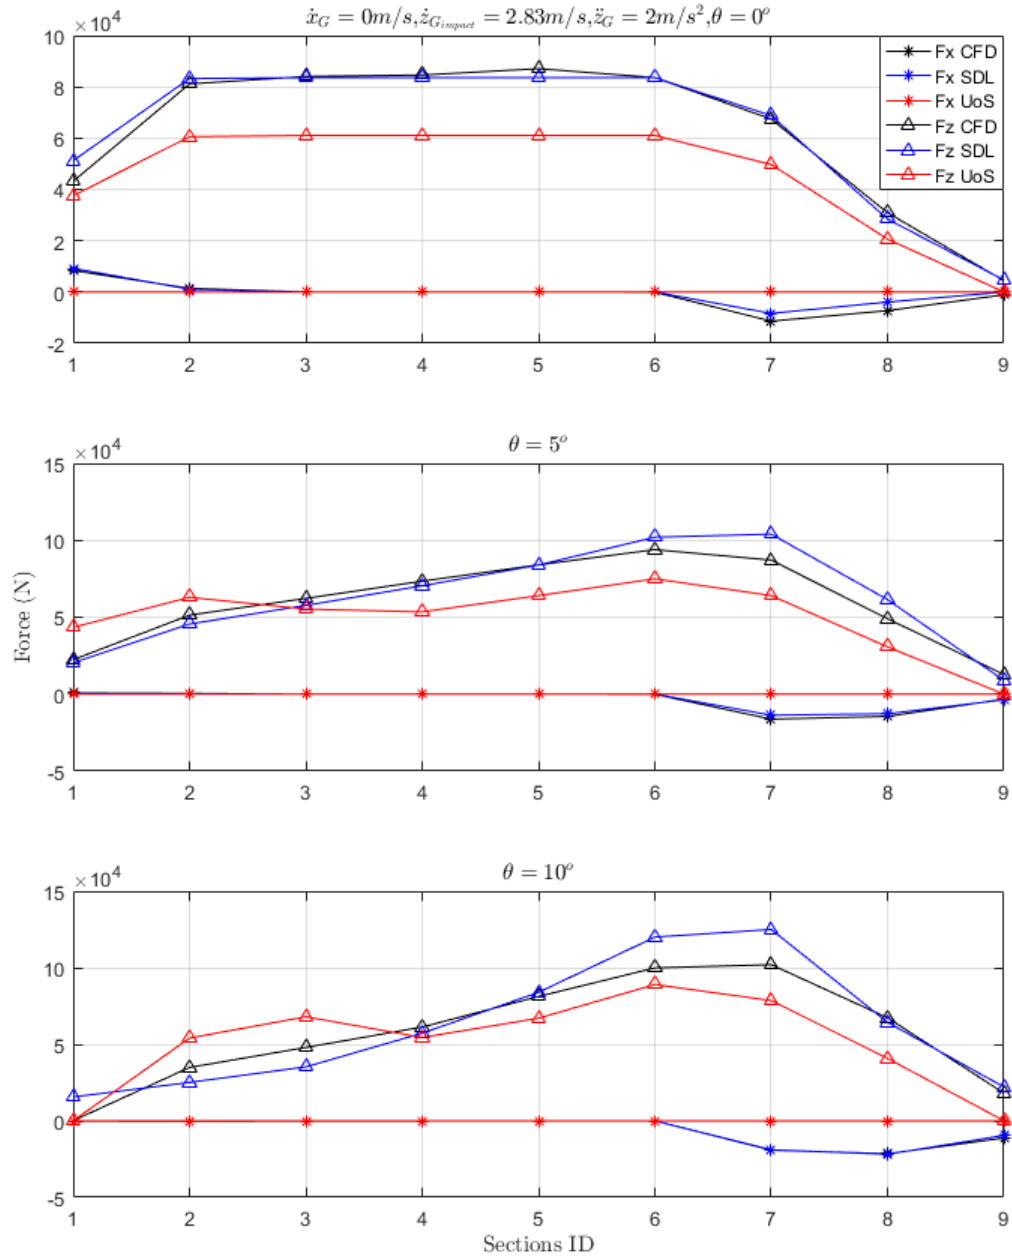 ẋ_G = 0m/s,ż_{G_{impact}} = 2.83m/s,z̈_G = 2m/s²,θ = 0°
×10⁴
10
8
6
4
2
0
-2
1 2 3 4 5 6 7 8 9
Fx CFD
Fx SDL
Fx UoS
Fz CFD
Fz SDL
Fz UoS
θ = 5°
×10⁴
15
10
5
0
-5
1 2 3 4 5 6 7 8 9
Force (N)
θ = 10°
×10⁴
15
10
5
0
-5
1 2 3 4 5 6 7 8 9
Sections ID